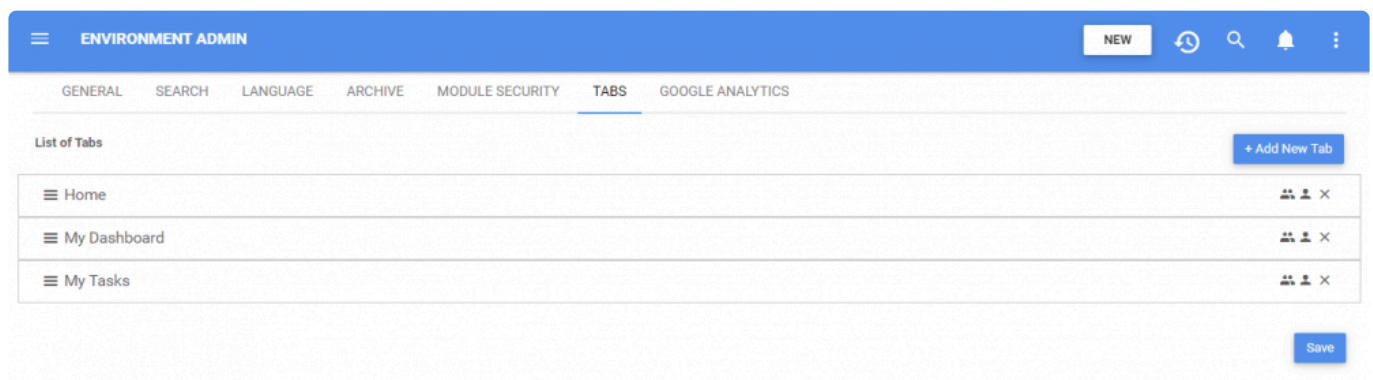 ENVIRONMENT ADMIN NEW
GENERAL SEARCH LANGUAGE ARCHIVE MODULE SECURITY TABS GOOGLE ANALYTICS
List of Tabs
+ Add New Tab
Home
My Dashboard
My Tasks
Save